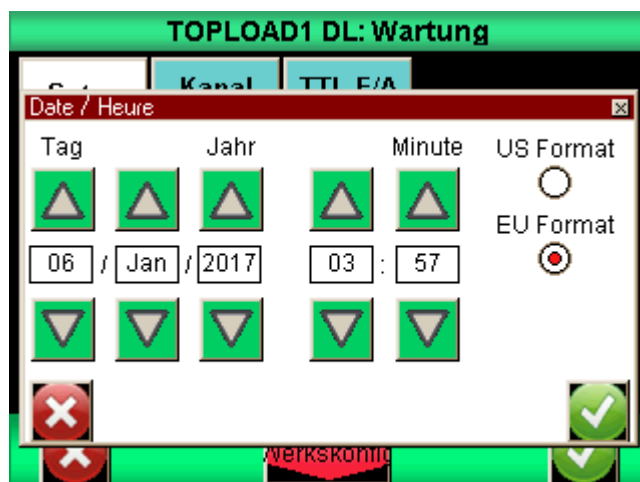 TOPLOAD1 DL: Wartung
Kanal TTL E/A
Date / Heure
Tag Jahr Minute US Format
EU Format
06 / Jan / 2017 03 : 57
Werkskonfig